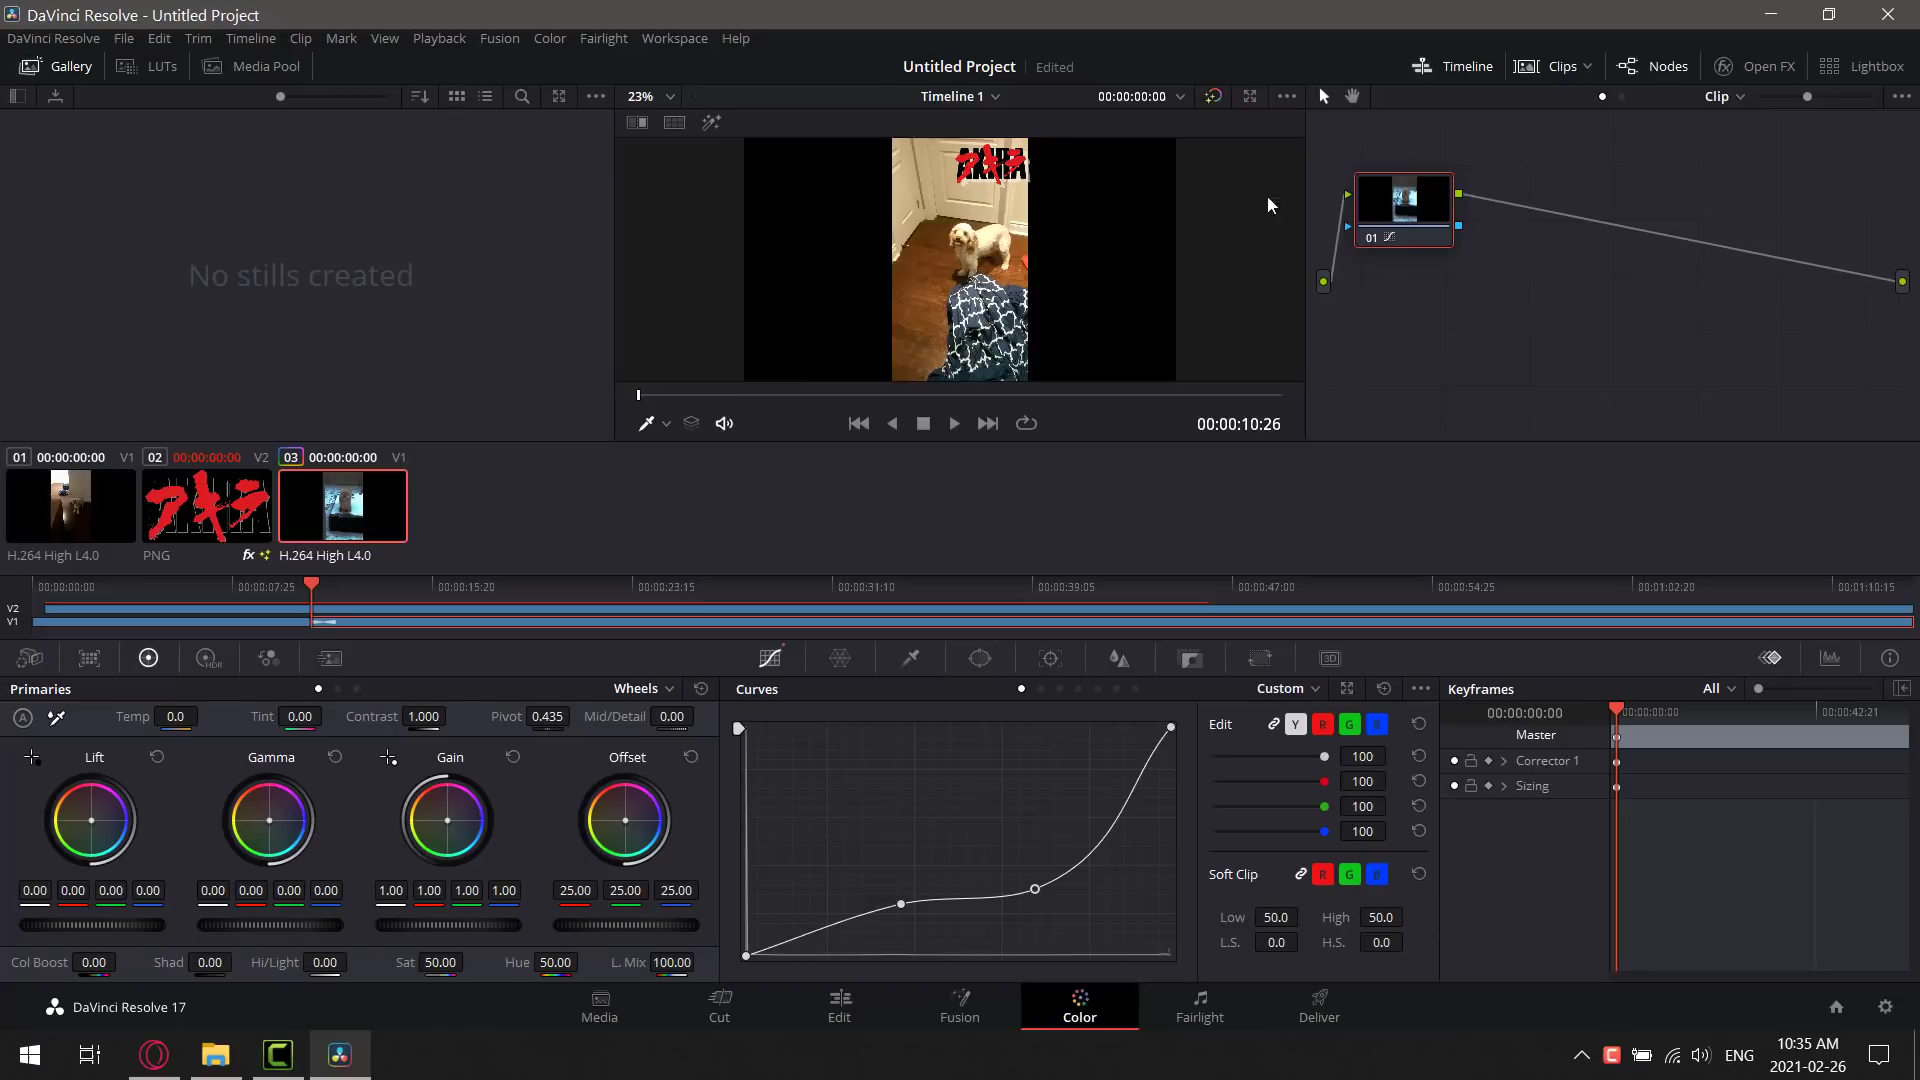 DaVinci Resolve - Untitled Project
DaVinci Resolve File Edit Trim Timeline Clip Mark View Playback Fusion Color Fairlight Workspace Help
Gallery LUTs Media Pool Untitled Project Edited Timeline Clips Nodes fx Open FX Lightbox
23% Timeline 1 00:00:00:00 Clip
No stills created
アキラ
01
00:00:10:26
01 00:00:00:00 V1 02 00:00:00:00 V2 03 00:00:00:00 V1
アキラ
H.264 High L4.0 PNG fx H.264 High L4.0
00:00:00:00 00:00:07:25 00:00:15:20 00:00:23:15 00:00:31:10 00:00:39:05 00:00:47:00 00:00:54:25 00:01:02:20 00:01:10:15
V2
V1
HDR 3D
Primaries Wheels Curves Custom Keyframes All
A Temp 0.0 Tint 0.00 Contrast 1.000 Pivot 0.435 Mid/Detail 0.00 Edit Y R G B 00:00:00:00 00:00:00:00 00:00:42:21
Master
Lift Gamma Gain Offset 100 Corrector 1
100 Sizing
100
100
Soft Clip R G B
0.00 0.00 0.00 0.00 0.00 0.00 0.00 0.00 1.00 1.00 1.00 1.00 25.00 25.00 25.00
Low 50.0 High 50.0
L.S. 0.0 H.S. 0.0
Col Boost 0.00 Shad 0.00 Hi/Light 0.00 Sat 50.00 Hue 50.00 L. Mix 100.00
DaVinci Resolve 17 Media Cut Edit Fusion Color Fairlight Deliver
ENG 10:35 AM
2021-02-26